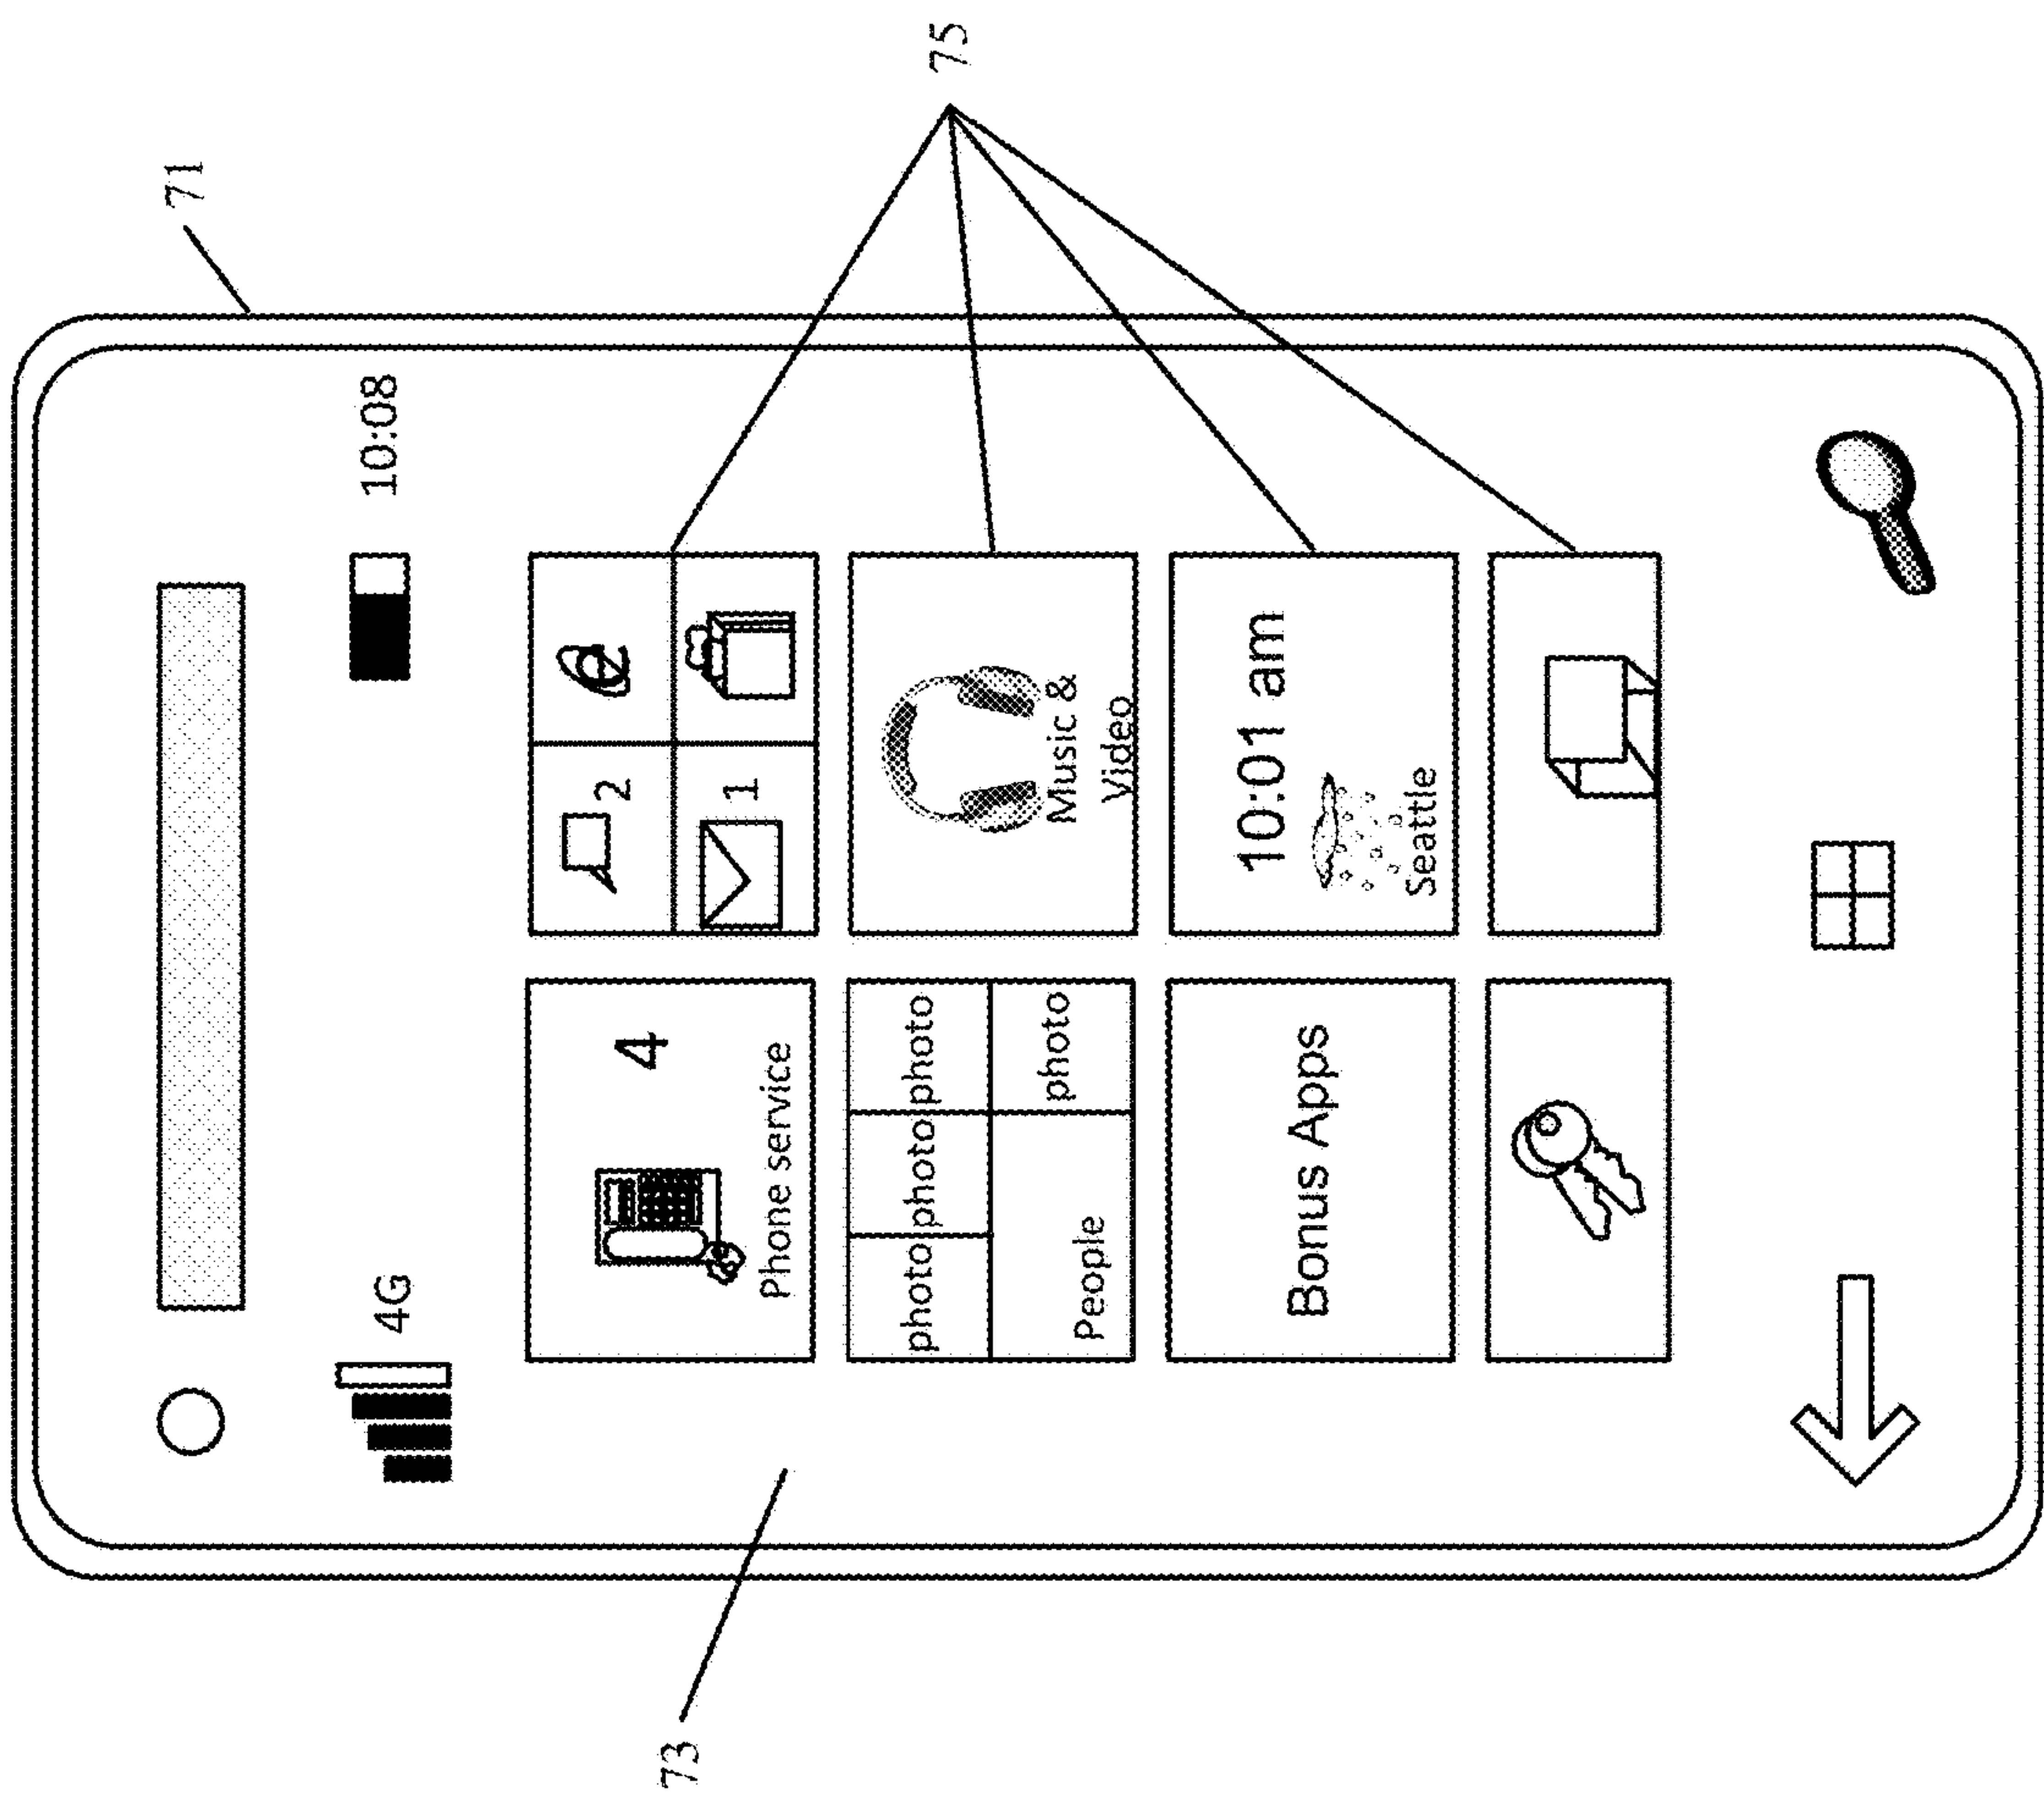 71
4G
10:08
75
4
2
e
Phone service
1
photo
photo
photo
photo
People
Music &
Video
Bonus Apps
10:01 am
Seattle
73